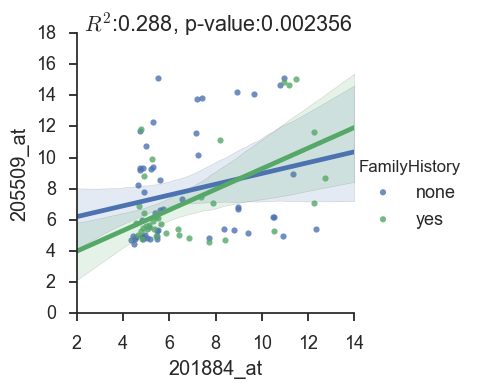 R²:0.288, p-value:0.002356
18
16
14
12
10
8
6
4
2
0
205509_at
2 4 6 8 10 12 14
201884_at
FamilyHistory
none
yes